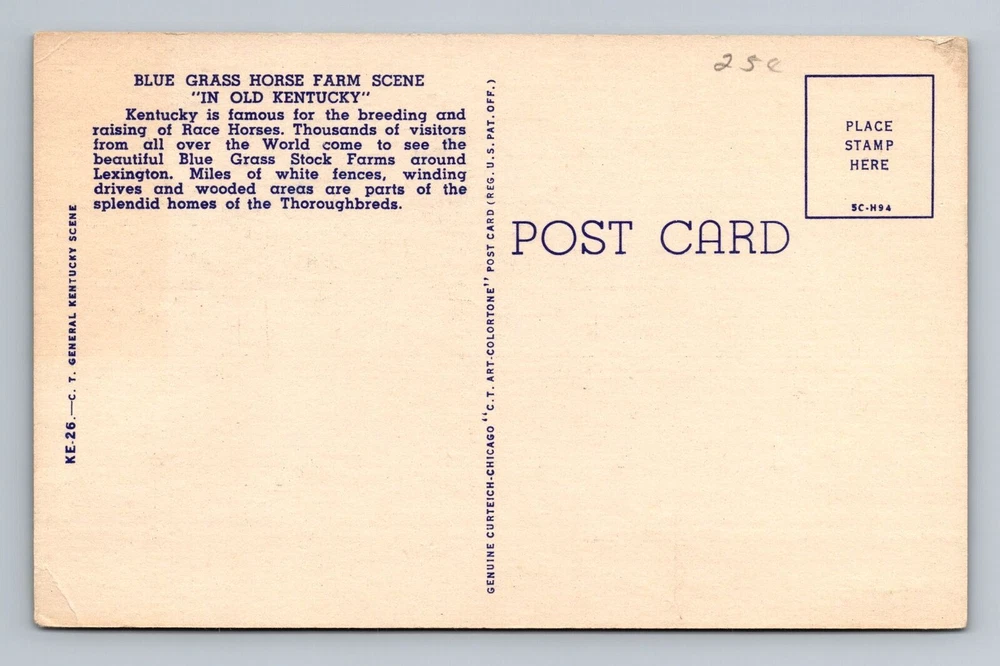 BLUE GRASS HORSE FARM SCENE
"IN OLD KENTUCKY"
Kentucky is famous for the breeding and
raising of Race Horses. Thousands of visitors
from all over the World come to see the
beautiful Blue Grass Stock Farms around
Lexington. Miles of white fences, winding
drives and wooded areas are parts of the
splendid homes of the Thoroughbreds.
KE-26.—C. T. GENERAL KENTUCKY SCENE
GENUINE CURTEICH-CHICAGO "C.T. ART-COLORTONE" POST CARD (REG. U.S. PAT. OFF.)
25¢
POST CARD
PLACE
STAMP
HERE
5C-H94